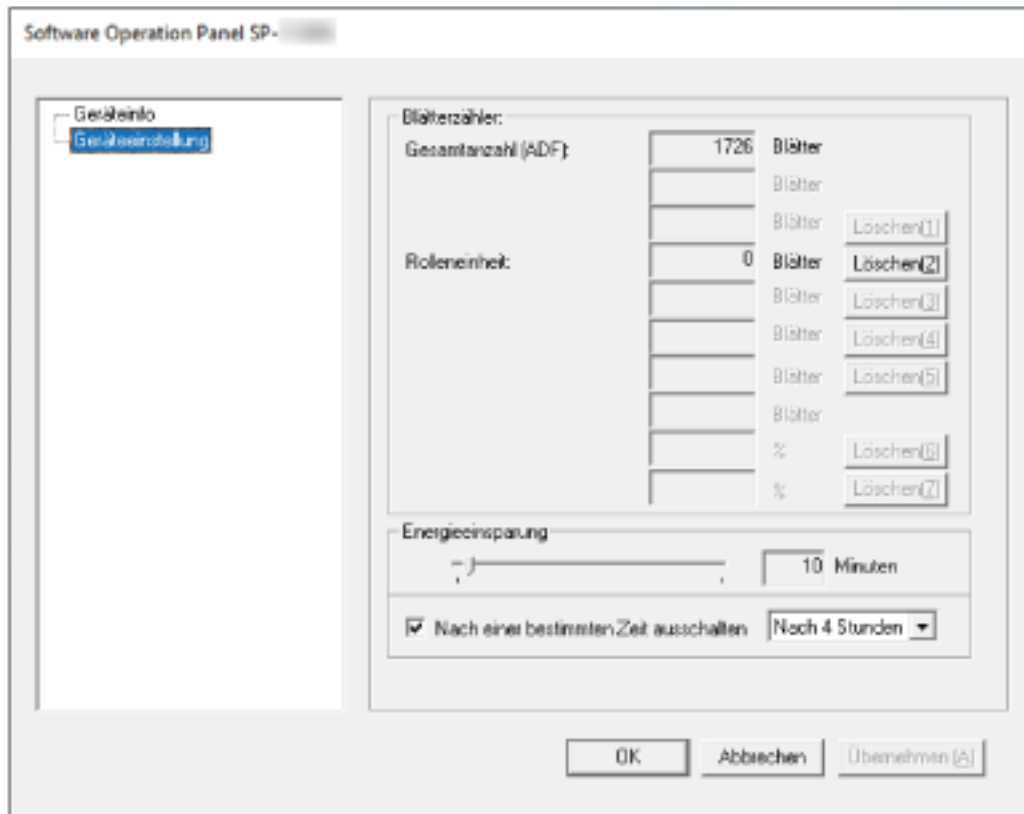 Software Operation Panel SP-
Geräteinfo
Geräteeinstellung
Blätterzähler:
Gesamtanzahl (ADF): 1726 Blätter
Blätter
Blätter Löschen(1)
Rolleneinheit: 0 Blätter Löschen(2)
Blätter Löschen(3)
Blätter Löschen(4)
Blätter Löschen(5)
Blätter
% Löschen(6)
% Löschen(7)
Energieeinsparung
10 Minuten
Nach einer bestimmten Zeit ausschalten Nach 4 Stunden
OK Abbrechen Übernehmen (A)